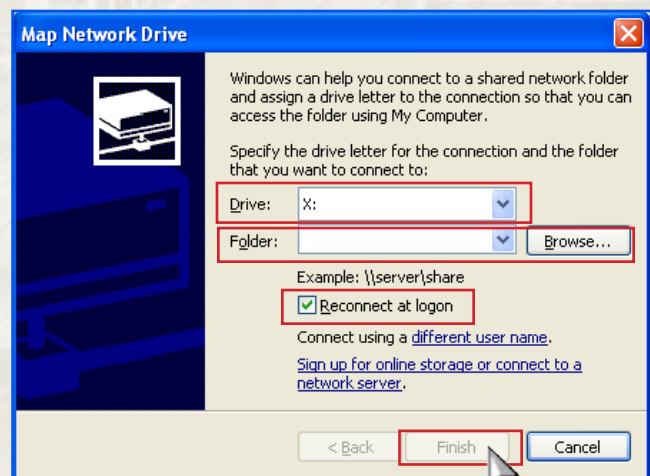 Map Network Drive
Windows can help you connect to a shared network folder
and assign a drive letter to the connection so that you can
access the folder using My Computer.
Specify the drive letter for the connection and the folder
that you want to connect to:
Drive: X:
Folder: Browse...
Example: \\server\share
Reconnect at logon
Connect using a different user name.
Sign up for online storage or connect to a
network server.
< Back Finish Cancel